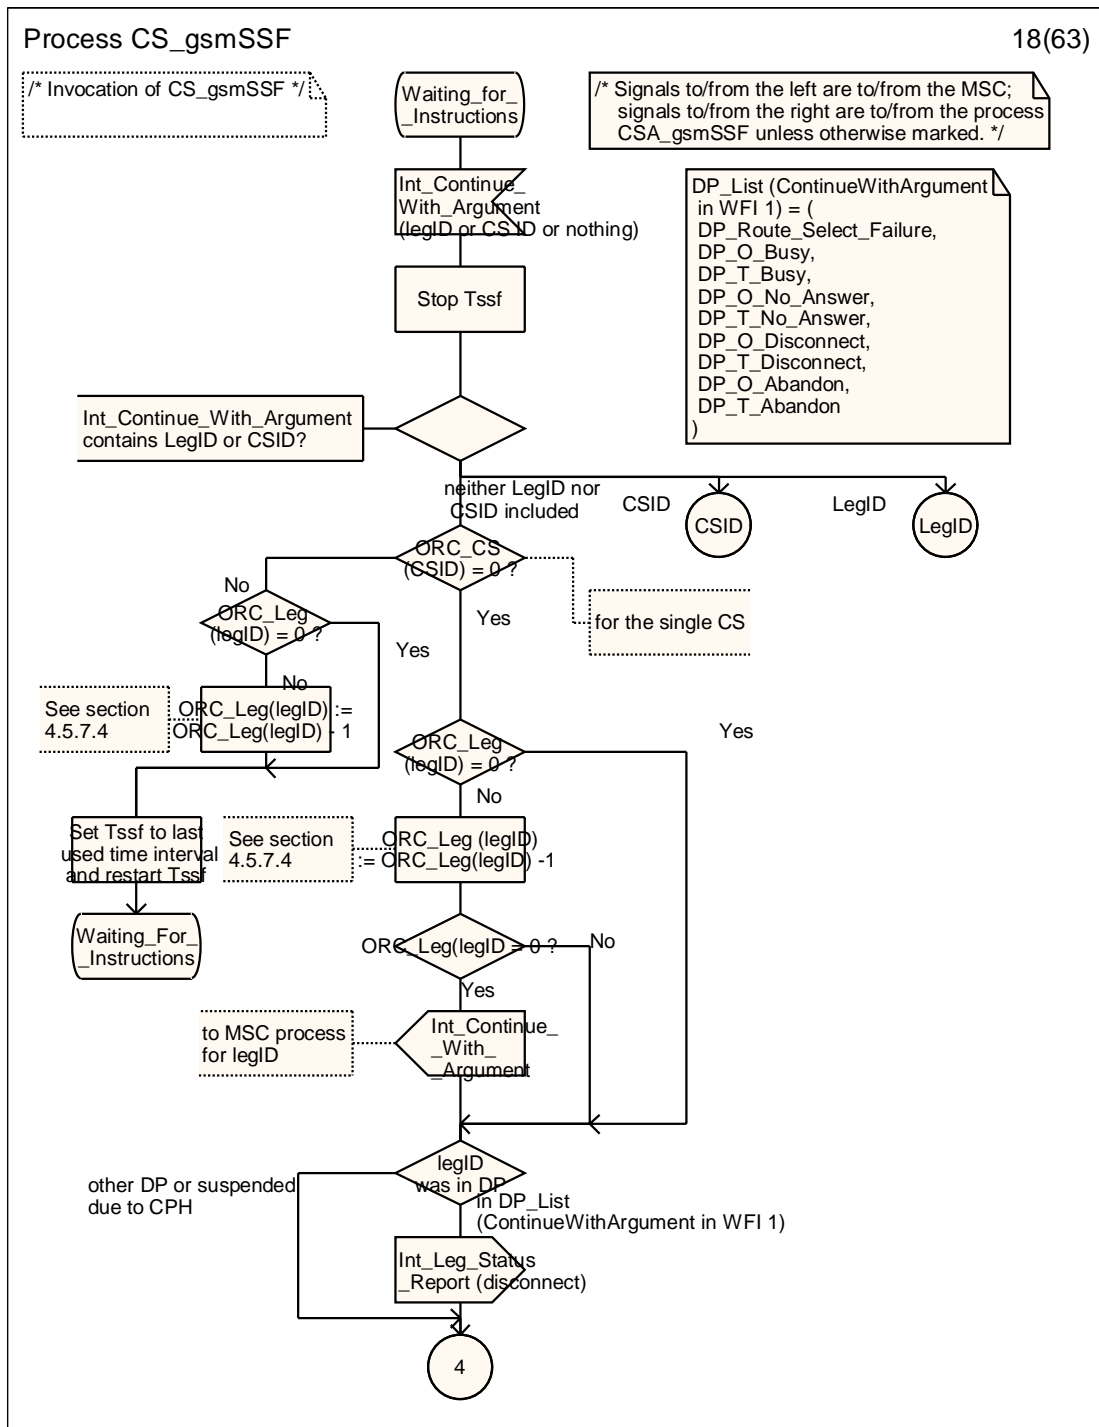 Process CS_gsmSSF
18(63)
/* Invocation of CS_gsmSSF */
Waiting_for_
_Instructions
/* Signals to/from the left are to/from the MSC;
signals to/from the right are to/from the process
CSA_gsmSSF unless otherwise marked. */
Int_Continue_
With_Argument
(legID or CS ID or nothing)
DP_List (ContinueWithArgument
in WFI 1) = (
DP_Route_Select_Failure,
DP_O_Busy,
DP_T_Busy,
DP_O_No_Answer,
DP_T_No_Answer,
DP_O_Disconnect,
DP_T_Disconnect,
DP_O_Abandon,
DP_T_Abandon
)
Stop Tssf
Int_Continue_With_Argument
contains LegID or CSID?
neither LegID nor
CSID included
CSID
CSID
LegID
LegID
ORC_CS
(CSID) = 0 ?
No
Yes
for the single CS
ORC_Leg
(legID) = 0 ?
Yes
No
See section
4.5.7.4
ORC_Leg(legID) :=
ORC_Leg(legID) - 1
ORC_Leg
(legID) = 0 ?
Yes
No
Set Tssf to last
used time interval
and restart Tssf
See section
4.5.7.4
ORC_Leg (legID)
:= ORC_Leg(legID) -1
Waiting_For_
_Instructions
ORC_Leg(legID = 0 ?
No
Yes
to MSC process
for legID
Int_Continue_
_With_
_Argument
legID
was in DP
other DP or suspended
due to CPH
in DP_List
(ContinueWithArgument in WFI 1)
Int_Leg_Status
_Report (disconnect)
4